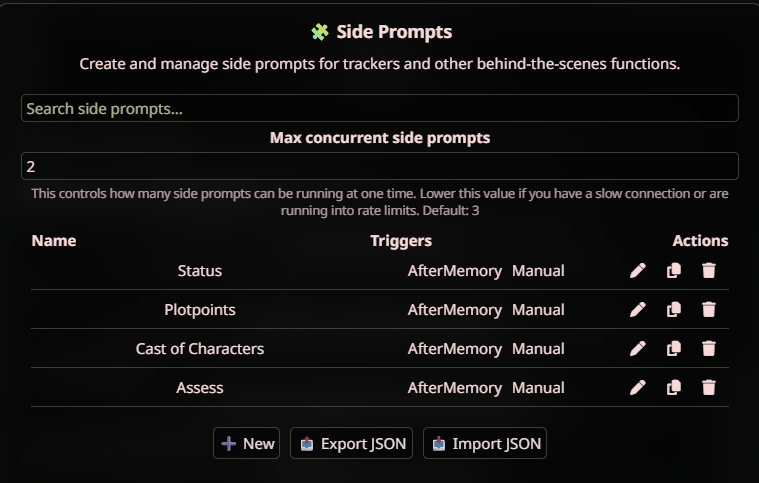 Side Prompts
Create and manage side prompts for trackers and other behind-the-scenes functions.
Search side prompts...
Max concurrent side prompts
2
This controls how many side prompts can be running at one time. Lower this value if you have a slow connection or are
running into rate limits. Default: 3
Name Triggers Actions
Status AfterMemory Manual
Plotpoints AfterMemory Manual
Cast of Characters AfterMemory Manual
Assess AfterMemory Manual
New Export JSON Import JSON